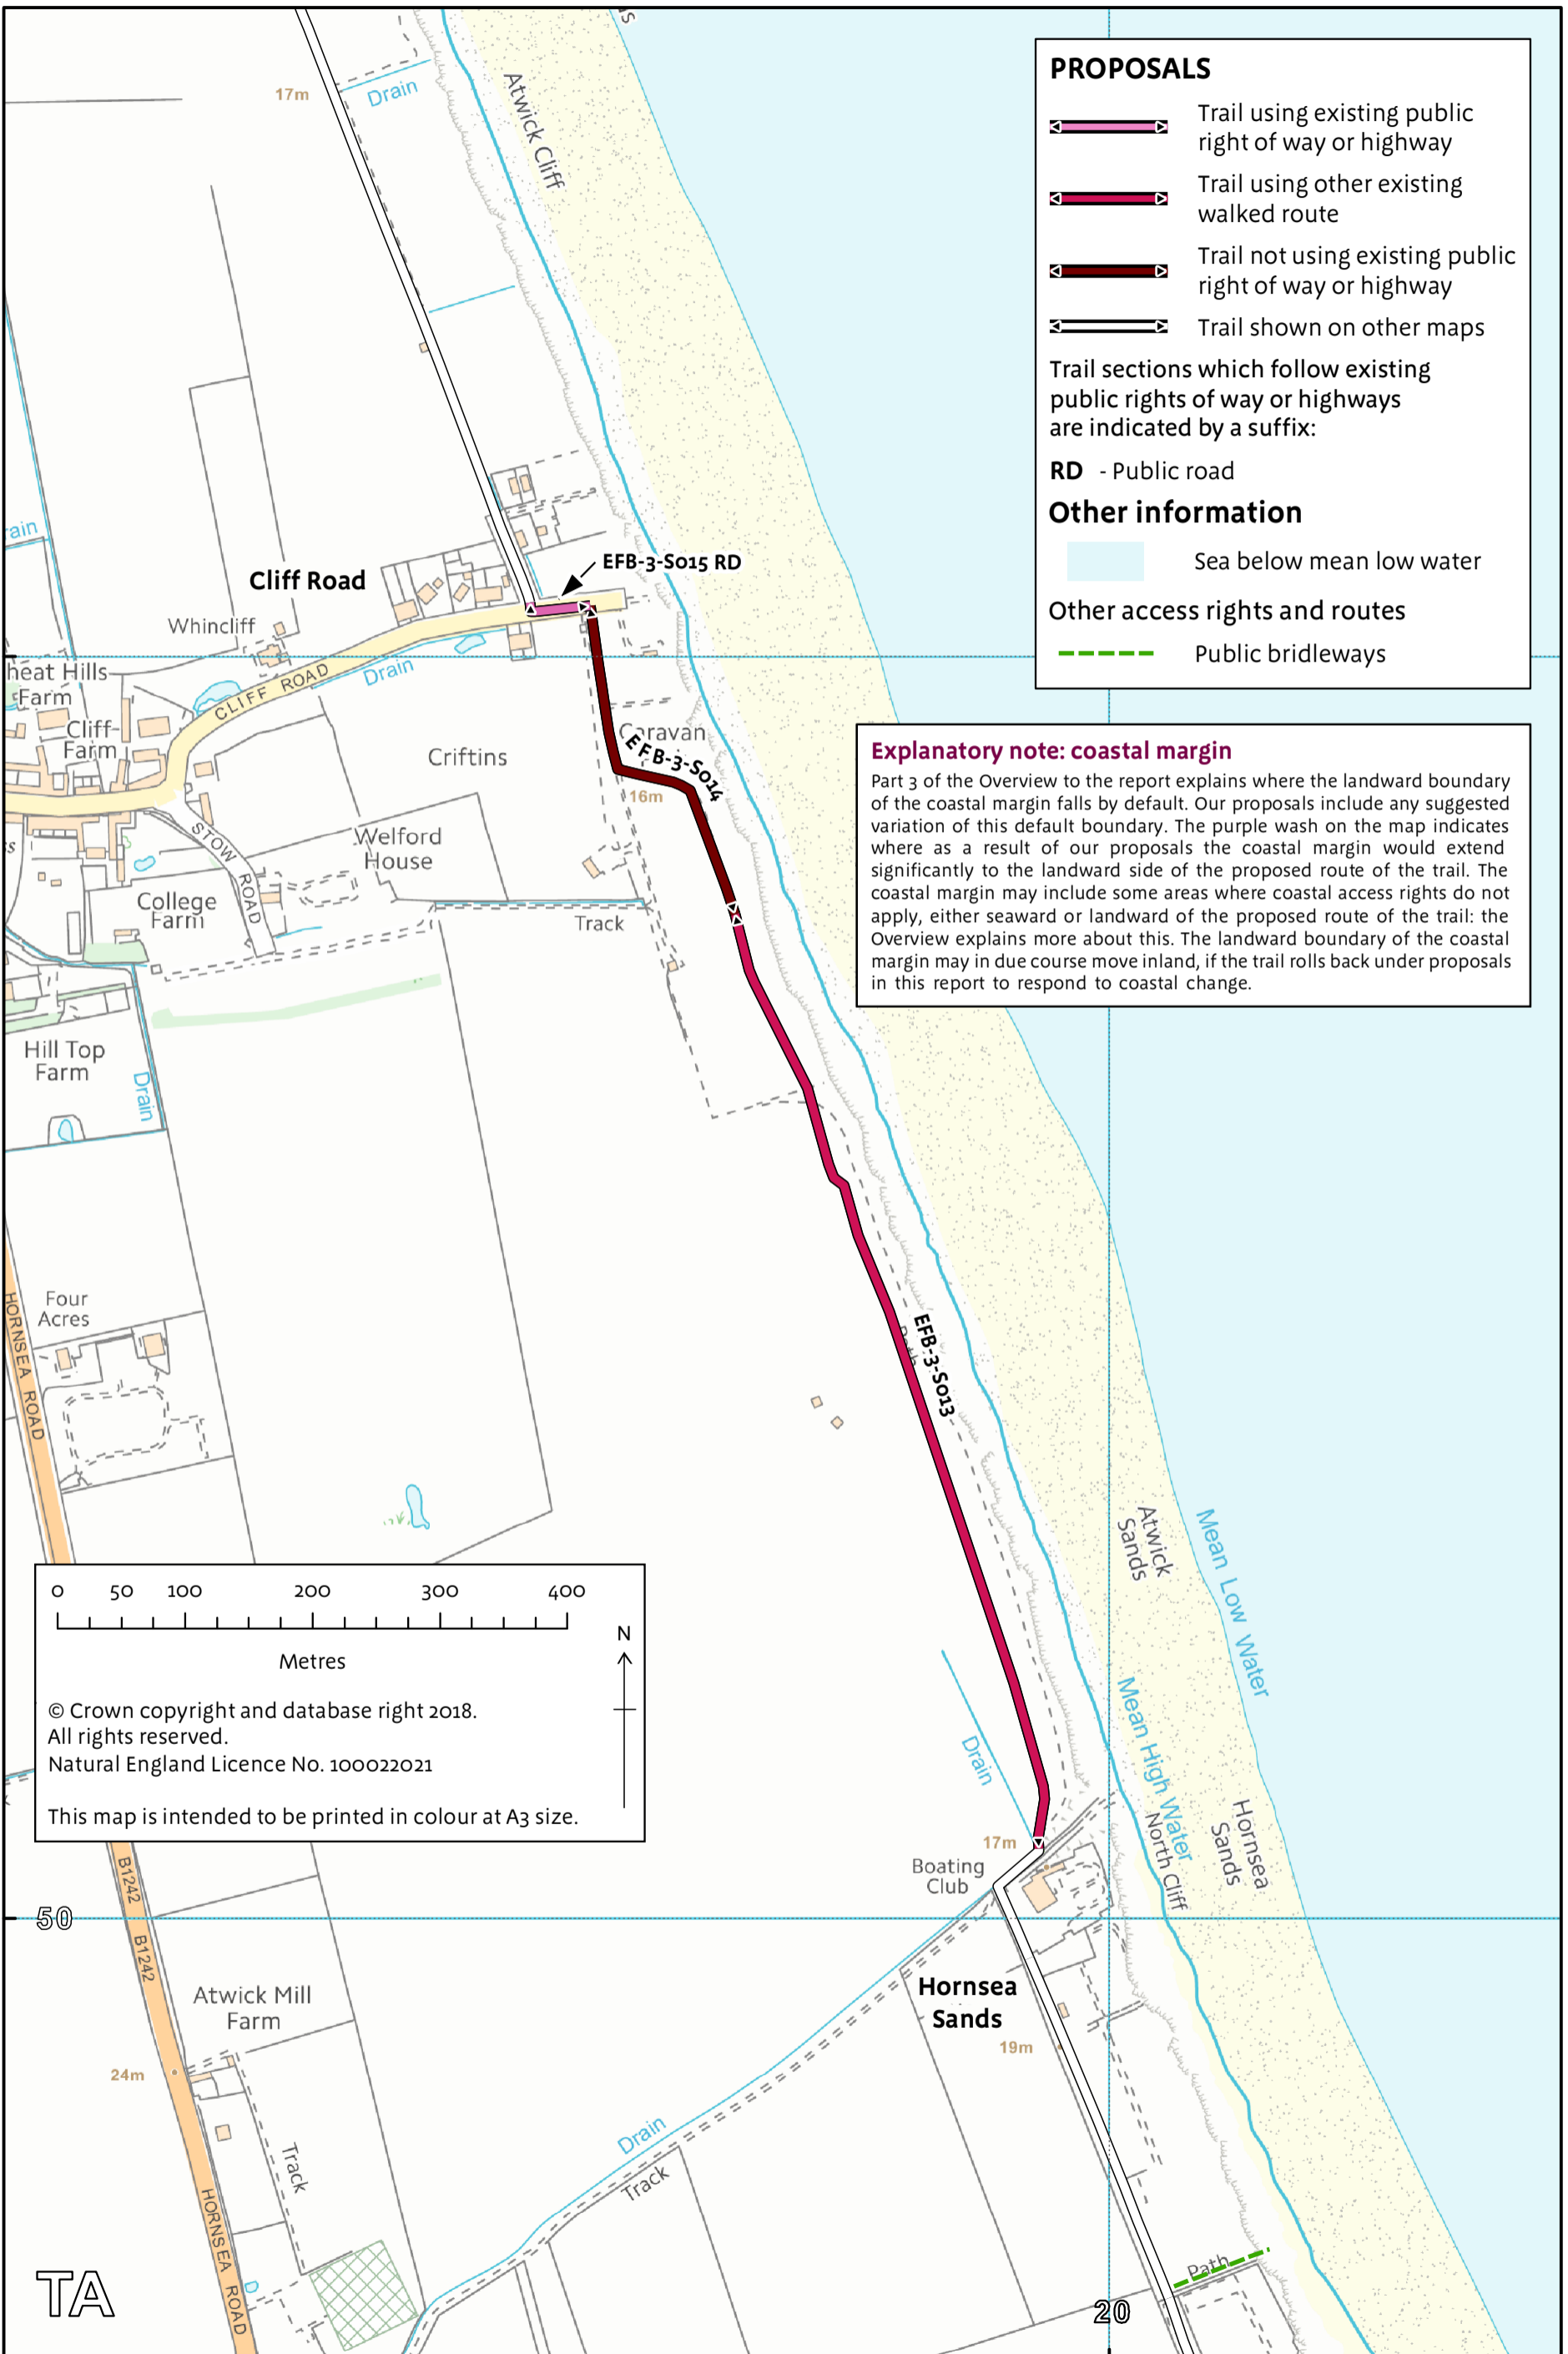 17m
Drain
Atwick Cliff
PROPOSALS
Trail using existing public
right of way or highway
Trail using other existing
walked route
Trail not using existing public
right of way or highway
Trail shown on other maps
Trail sections which follow existing
public rights of way or highways
are indicated by a suffix:
RD - Public road
Other information
Sea below mean low water
Other access rights and routes
Public bridleways
Cliff Road
EFB-3-S015 RD
Whincliff
Drain
CLIFF ROAD
heat Hills
Farm
Cliff
Farm
Criftins
Caravan
EFB-3-S014
16m
Explanatory note: coastal margin
Part 3 of the Overview to the report explains where the landward boundary
of the coastal margin falls by default. Our proposals include any suggested
variation of this default boundary. The purple wash on the map indicates
where as a result of our proposals the coastal margin would extend
significantly to the landward side of the proposed route of the trail. The
coastal margin may include some areas where coastal access rights do not
apply, either seaward or landward of the proposed route of the trail: the
Overview explains more about this. The landward boundary of the coastal
margin may in due course move inland, if the trail rolls back under proposals
in this report to respond to coastal change.
STOW ROAD
Welford
House
College
Farm
Track
Hill Top
Farm
Drain
Four
Acres
HORNSEA ROAD
EFB-3-S013
Atwick
Sands
Mean Low Water
0 50 100 200 300 400
Metres
N
© Crown copyright and database right 2018.
All rights reserved.
Natural England Licence No. 100022021
This map is intended to be printed in colour at A3 size.
Drain
Mean High Water
North Cliff
Hornsea
Sands
17m
Boating
Club
B1242
50
B1242
Hornsea
Sands
Atwick Mill
Farm
19m
24m
Drain
Track
Track
HORNSEA ROAD
Path
TA
20